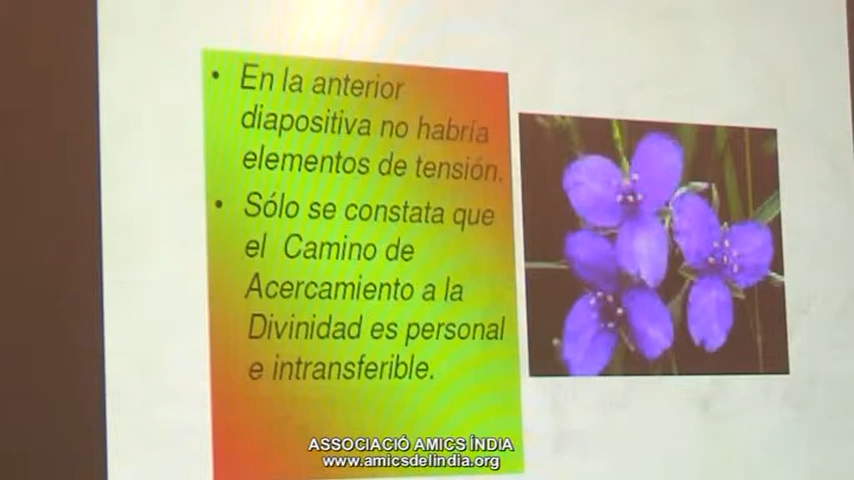 • En la anterior
diapositiva no habría
elementos de tensión.
• Sólo se constata que
el Camino de
Acercamiento a la
Divinidad es personal
e intransferible.
ASSOCIACIÓ AMICS ÍNDIA
www.amicsdelindia.org